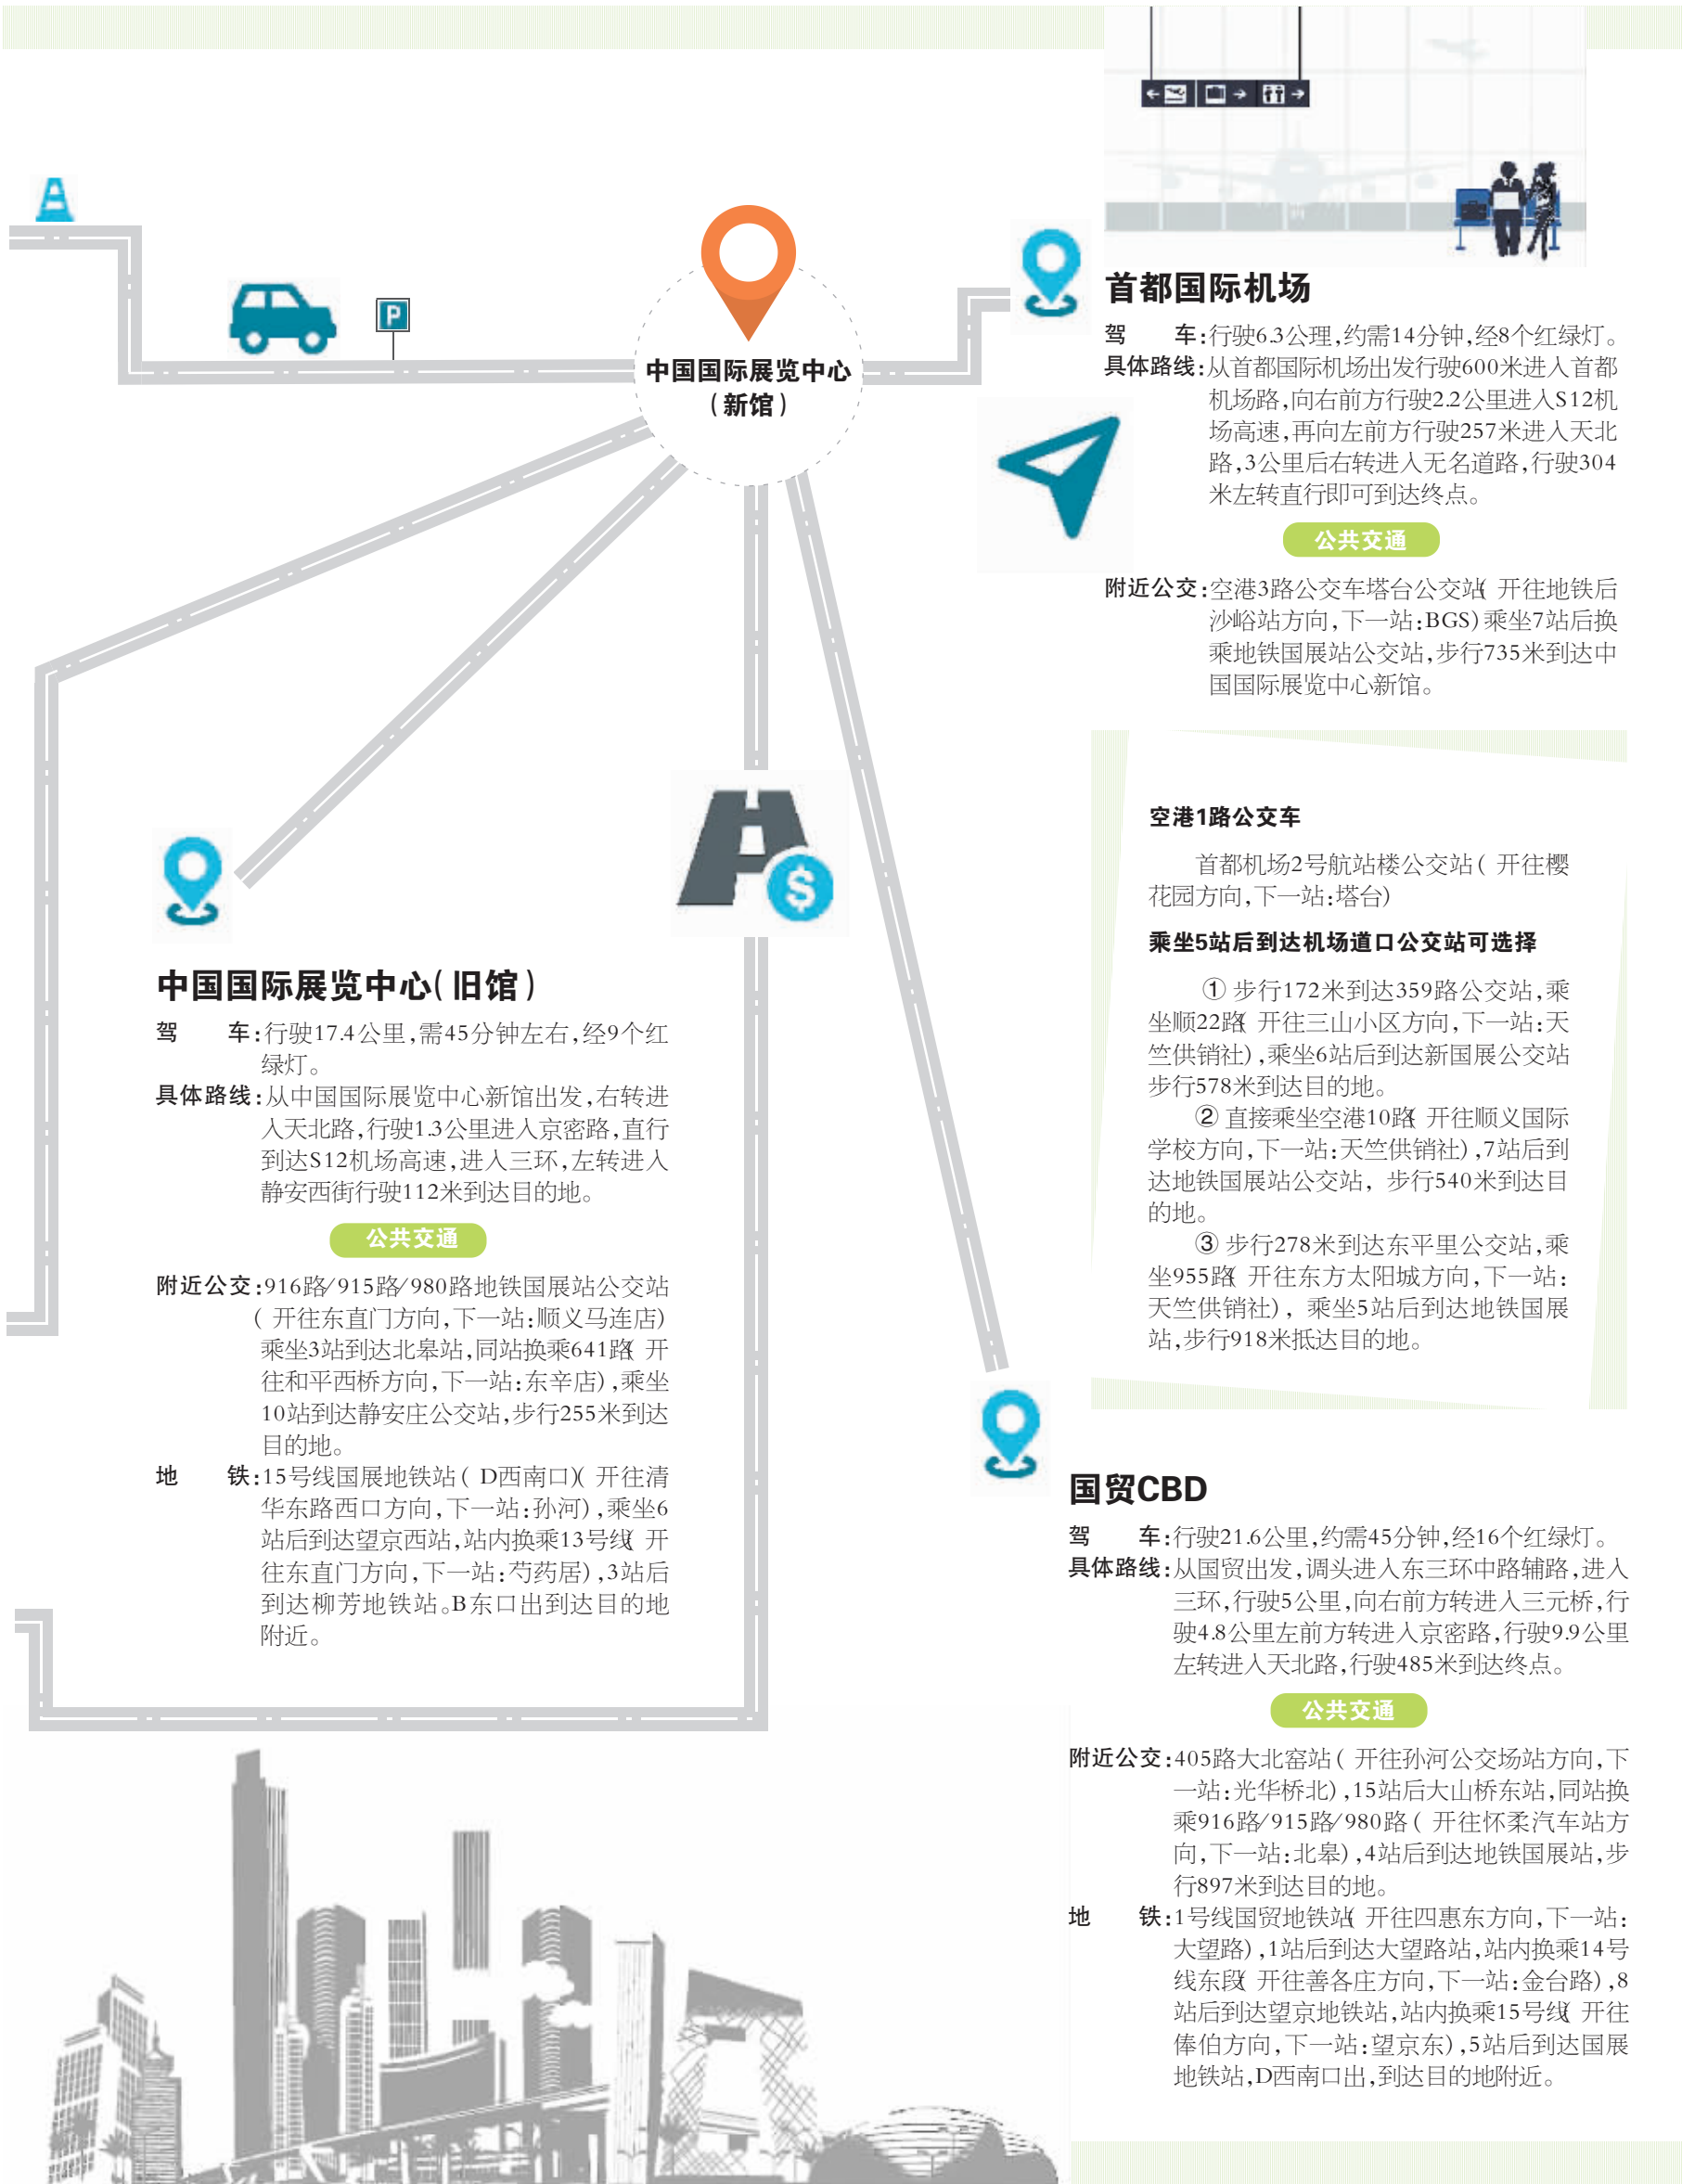 P
中国国际展览中心
（新馆）
首都国际机场
驾　　车：行驶6.3公理，约需14分钟，经8个红绿灯。
具体路线：从首都国际机场出发行驶600米进入首都
机场路，向右前方行驶2.2公里进入S12机
场高速，再向左前方行驶257米进入天北
路，3公里后右转进入无名道路，行驶304
米左转直行即可到达终点。
公共交通
附近公交：空港3路公交车塔台公交站（开往地铁后
沙峪站方向，下一站：BGS）乘坐7站后换
乘地铁国展站公交站，步行735米到达中
国国际展览中心新馆。
空港1路公交车
首都机场2号航站楼公交站（开往樱
花园方向，下一站：塔台）
乘坐5站后到达机场道口公交站可选择
① 步行172米到达359路公交站，乘
坐顺22路（开往三山小区方向，下一站：天
竺供销社），乘坐6站后到达新国展公交站
步行578米到达目的地。
② 直接乘坐空港10路（开往顺义国际
学校方向，下一站：天竺供销社），7站后到
达地铁国展站公交站，步行540米到达目
的地。
③ 步行278米到达东平里公交站，乘
坐955路（开往东方太阳城方向，下一站：
天竺供销社），乘坐5站后到达地铁国展
站，步行918米抵达目的地。
$
中国国际展览中心（旧馆）
驾　　车：行驶17.4公里，需45分钟左右，经9个红
绿灯。
具体路线：从中国国际展览中心新馆出发，右转进
入天北路，行驶1.3公里进入京密路，直行
到达S12机场高速，进入三环，左转进入
静安西街行驶112米到达目的地。
公共交通
附近公交：916路/915路/980路地铁国展站公交站
（开往东直门方向，下一站：顺义马连店）
乘坐3站到达北皋站，同站换乘641路（开
往和平西桥方向，下一站：东辛店），乘坐
10站到达静安庄公交站，步行255米到达
目的地。
地　　铁：15号线国展地铁站（D西南口）（开往清
华东路西口方向，下一站：孙河），乘坐6
站后到达望京西站，站内换乘13号线（开
往东直门方向，下一站：芍药居），3站后
到达柳芳地铁站。B东口出到达目的地
附近。
国贸CBD
驾　　车：行驶21.6公里，约需45分钟，经16个红绿灯。
具体路线：从国贸出发，调头进入东三环中路辅路，进入
三环，行驶5公里，向右前方转进入三元桥，行
驶4.8公里左前方转进入京密路，行驶9.9公里
左转进入天北路，行驶485米到达终点。
公共交通
附近公交：405路大北窑站（开往孙河公交场站方向，下
一站：光华桥北），15站后大山桥东站，同站换
乘916路/915路/980路（开往怀柔汽车站方
向，下一站：北皋），4站后到达地铁国展站，步
行897米到达目的地。
地　　铁：1号线国贸地铁站（开往四惠东方向，下一站：
大望路），1站后到达大望路站，站内换乘14号
线东段（开往善各庄方向，下一站：金台路），8
站后到达望京地铁站，站内换乘15号线（开往
俸伯方向，下一站：望京东），5站后到达国展
地铁站，D西南口出，到达目的地附近。